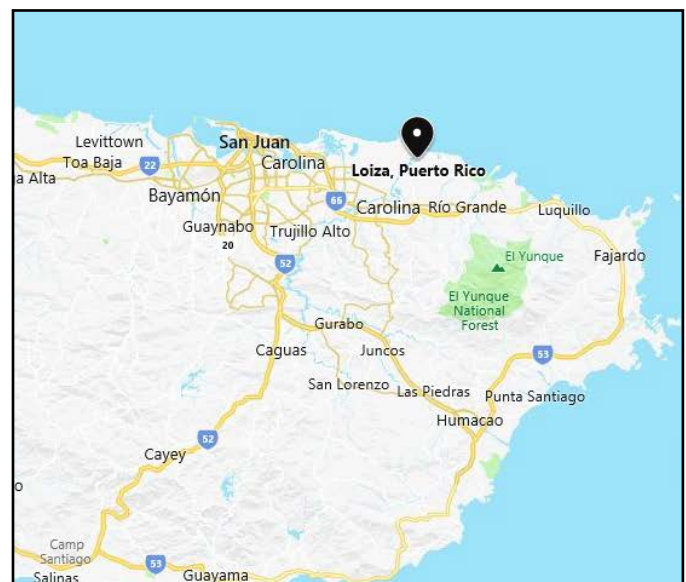 Levittown
San Juan
Toa Baja
22
Carolina
a Alta
Loiza, Puerto Rico
Bayamón
66
Carolina
Río Grande
Luquillo
Guaynabo
Trujillo Alto
20
52
El Yunque
Fajardo
El Yunque
National
Forest
Gurabo
Caguas
Juncos
53
San Lorenzo
Las Piedras
Punta Santiago
Humacao
52
Cayey
o
Camp
Santiago
53
Salinas
Guayama